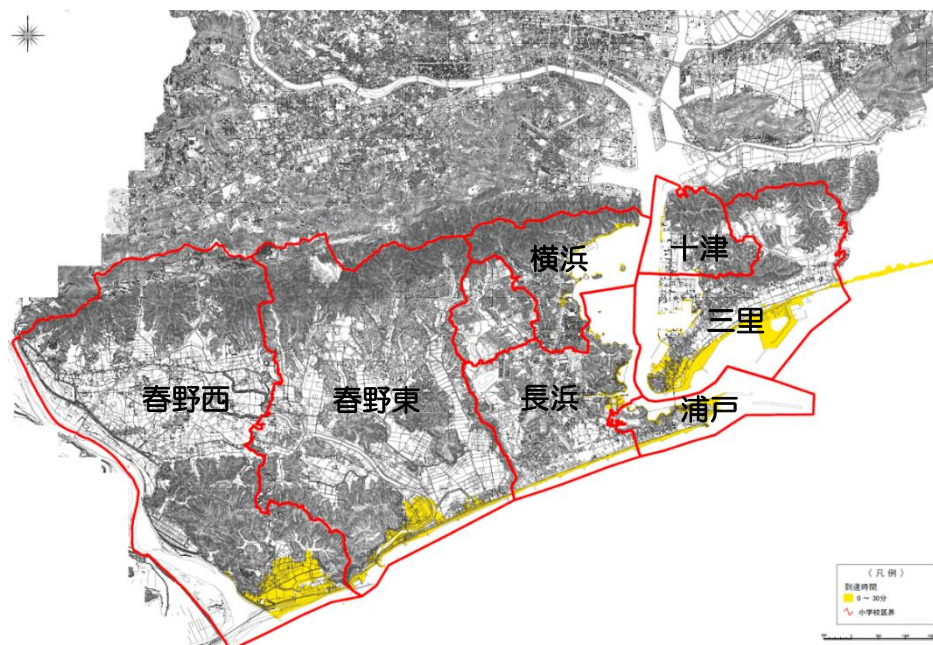 横浜
十津
三里
春野西
春野東
長浜
浦戸
（凡例）
到達時間
0 ～ 30分
小学校区界